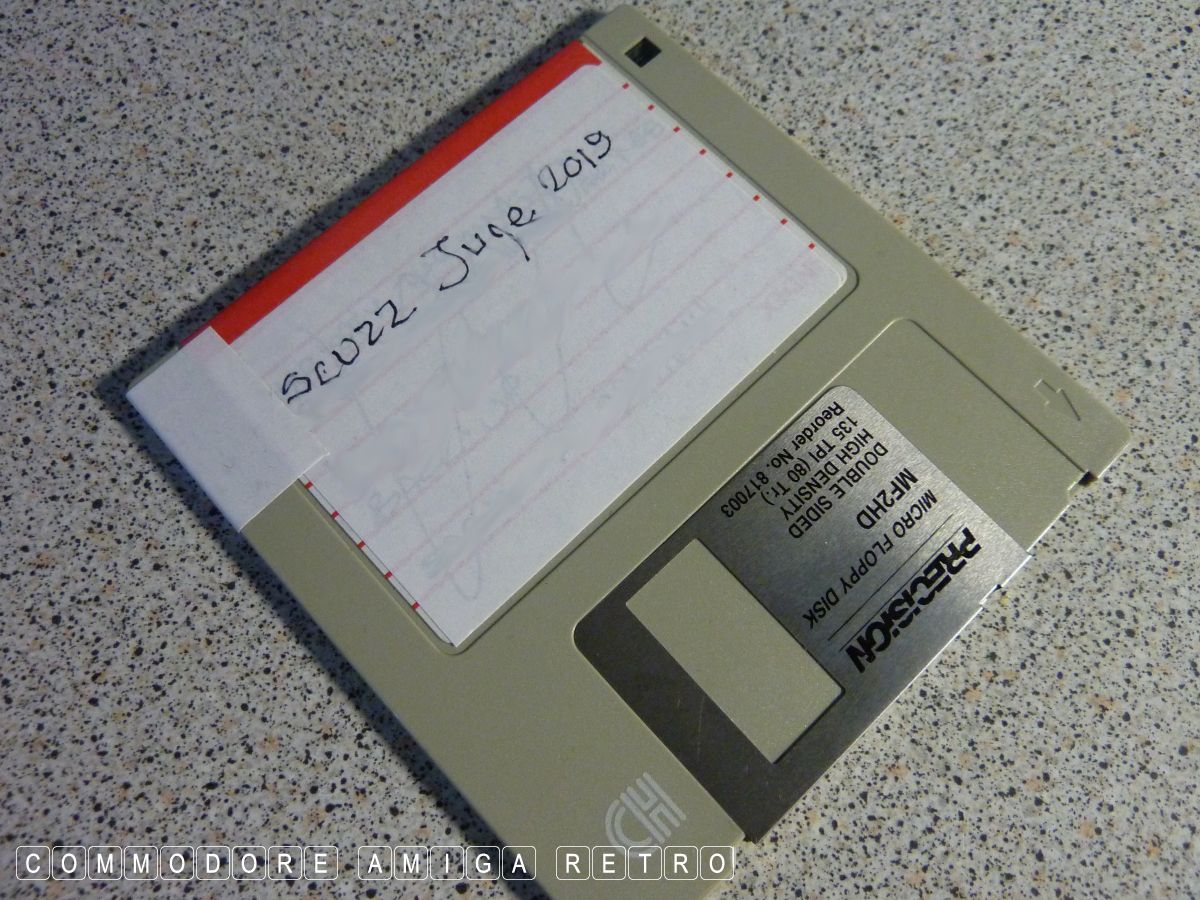 SCUZZ Juge 2019
PRECISION
MICRO FLOPPY DISK
MF2HD
DOUBLE SIDED
HIGH DENSITY
135 TPI (80 Tr.)
Reorder No. 817003
COMMODORE AMIGA RETRO